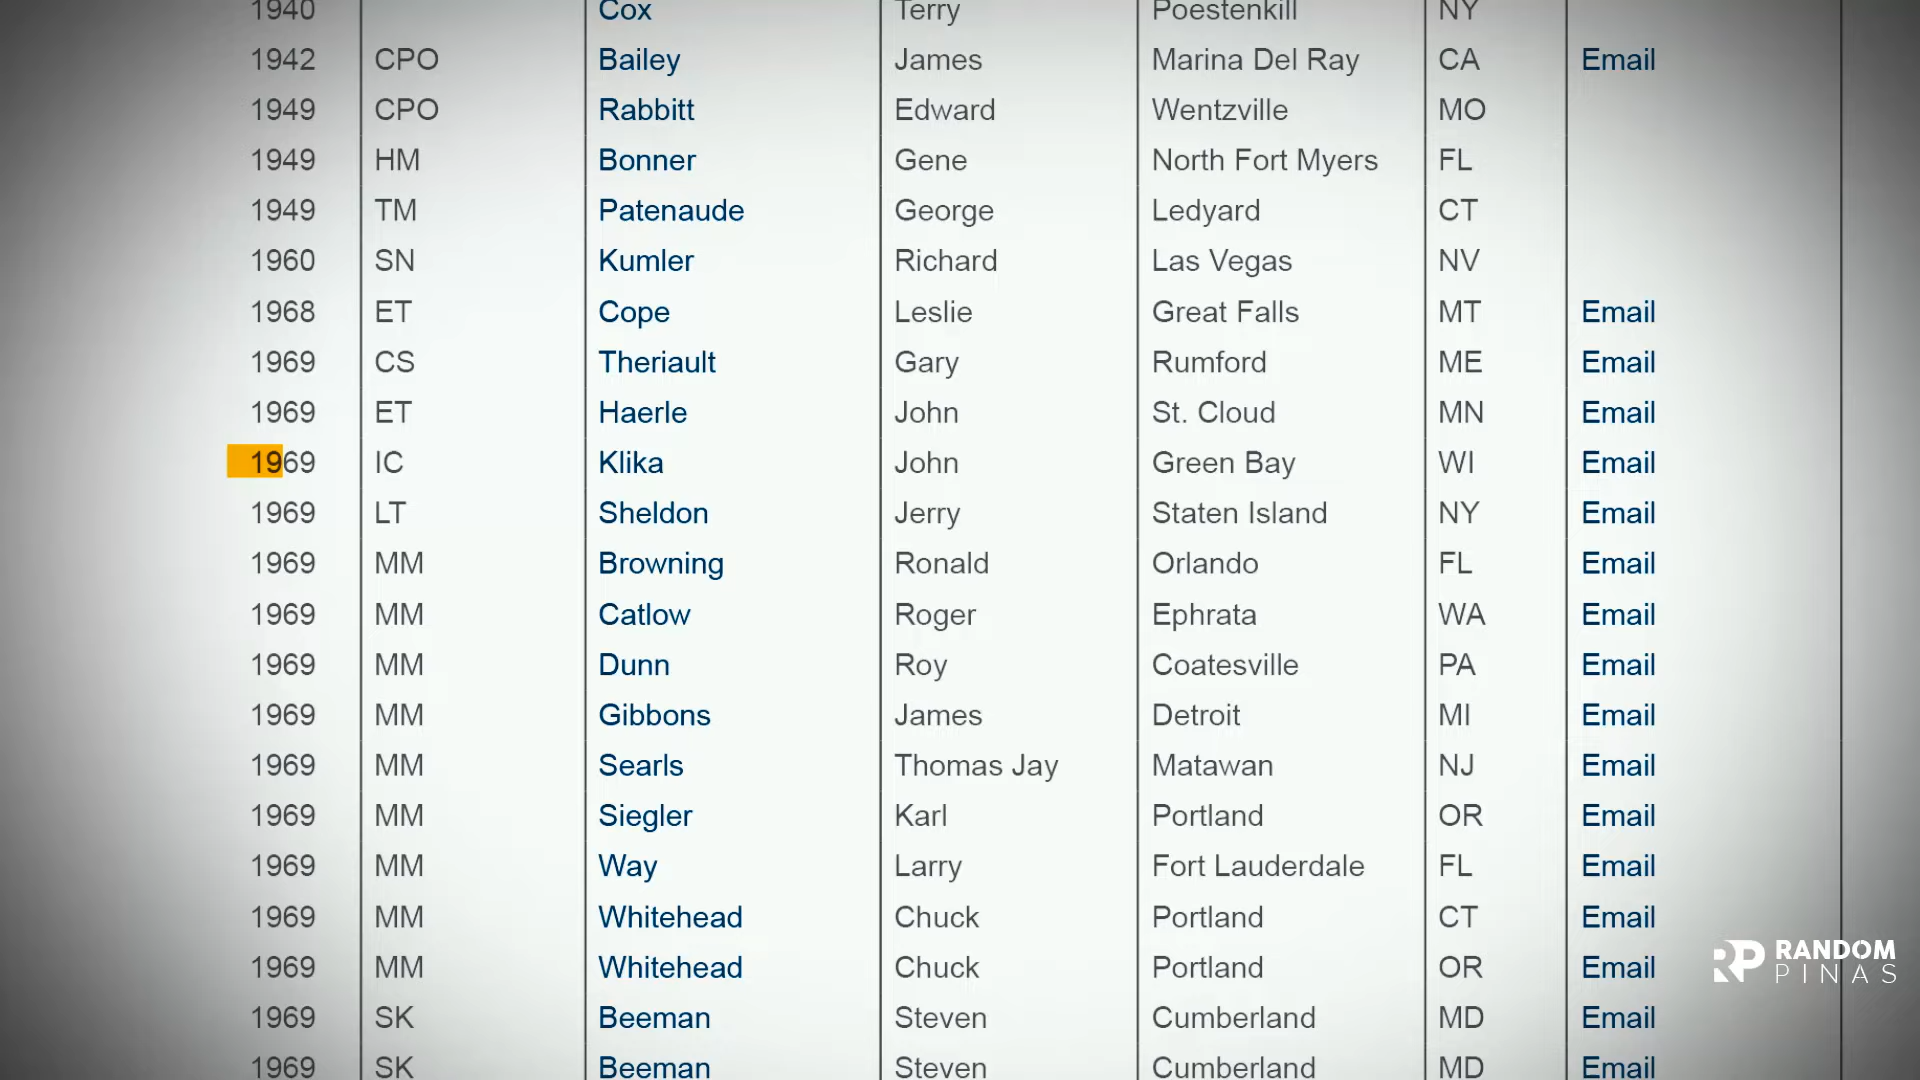 1940 Cox Terry Poestenkill NY
1942 CPO Bailey James Marina Del Ray CA Email
1949 CPO Rabbitt Edward Wentzville MO
1949 HM Bonner Gene North Fort Myers FL
1949 TM Patenaude George Ledyard CT
1960 SN Kumler Richard Las Vegas NV
1968 ET Cope Leslie Great Falls MT Email
1969 CS Theriault Gary Rumford ME Email
1969 ET Haerle John St. Cloud MN Email
1969 IC Klika John Green Bay WI Email
1969 LT Sheldon Jerry Staten Island NY Email
1969 MM Browning Ronald Orlando FL Email
1969 MM Catlow Roger Ephrata WA Email
1969 MM Dunn Roy Coatesville PA Email
1969 MM Gibbons James Detroit MI Email
1969 MM Searls Thomas Jay Matawan NJ Email
1969 MM Siegler Karl Portland OR Email
1969 MM Way Larry Fort Lauderdale FL Email
1969 MM Whitehead Chuck Portland CT Email
1969 MM Whitehead Chuck Portland OR Email
1969 SK Beeman Steven Cumberland MD Email
1969 SK Beeman Steven Cumberland MD Email
RP RANDOM
PINAS